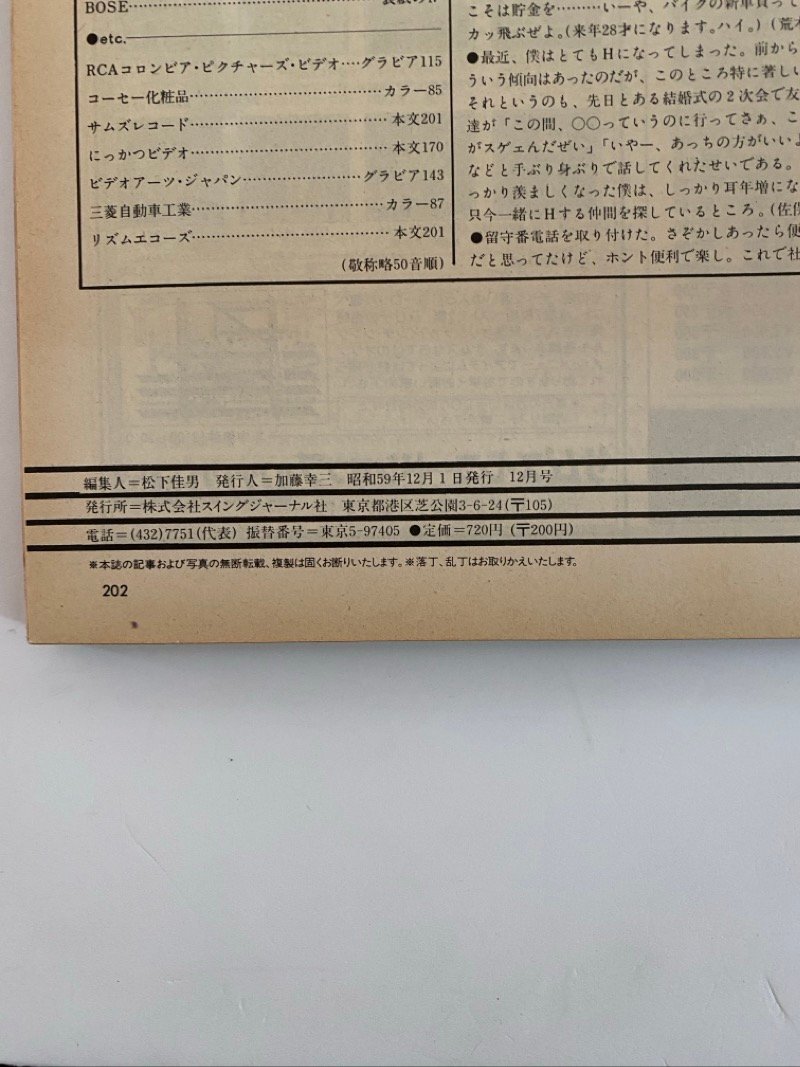 BOSE
●etc.
RCAコロンビア・ピクチャーズ・ビデオ…グラビア115
コーセー化粧品…カラー85
サムズレコード…本文201
にっかつビデオ…本文170
ビデオアーツ・ジャパン…グラビア143
三菱自動車工業…カラー87
リズムエコーズ…本文201
(敬称略50音順)
こそは貯金を………いーや、バイクの新車買って
カッ飛ぶぜよ。(来年28才になります。ハイ。) (荒木
●最近、僕はとてもHになってしまった。前から
ういう傾向はあったのだが、このところ特に著しい
それというのも、先日とある結婚式の2次会で友
達が「この間、○○っていうのに行ってさぁ、こ
がスゲェんだぜい」「いやー、あっちの方がいいよ
などと手ぶり身ぶりで話してくれたせいである。
っかり羨ましくなった僕は、しっかり耳年増にな
只今一緒にHする仲間を探しているところ。(佐
●留守番電話を取り付けた。さぞかしあったら便
だと思ってたけど、ホント便利で楽し。これで社
編集人=松下佳男 発行人=加藤幸三 昭和59年12月1日発行 12月号
発行所=株式会社スイングジャーナル社 東京都港区芝公園3-6-24(〒105)
電話=(432)7751(代表) 振替番号=東京5-97405 ●定価=720円 (〒200円)
※本誌の記事および写真の無断転載、複製は固くお断りいたします。※落丁、乱丁はお取りかえいたします。
202